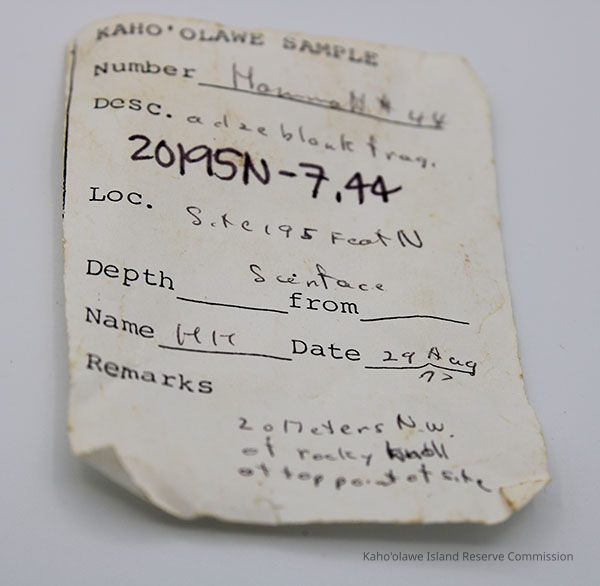 KAHO'OLAWE SAMPLE
Number # 44
Desc. adze blank frag.
20195N-7.44
Loc. Site 195 Feat N
Surface
Depth from
Name HH Date 29 Aug
Remarks
20 Meters N.W.
of rocky knoll
at top point of site
Kaho'olawe Island Reserve Commission